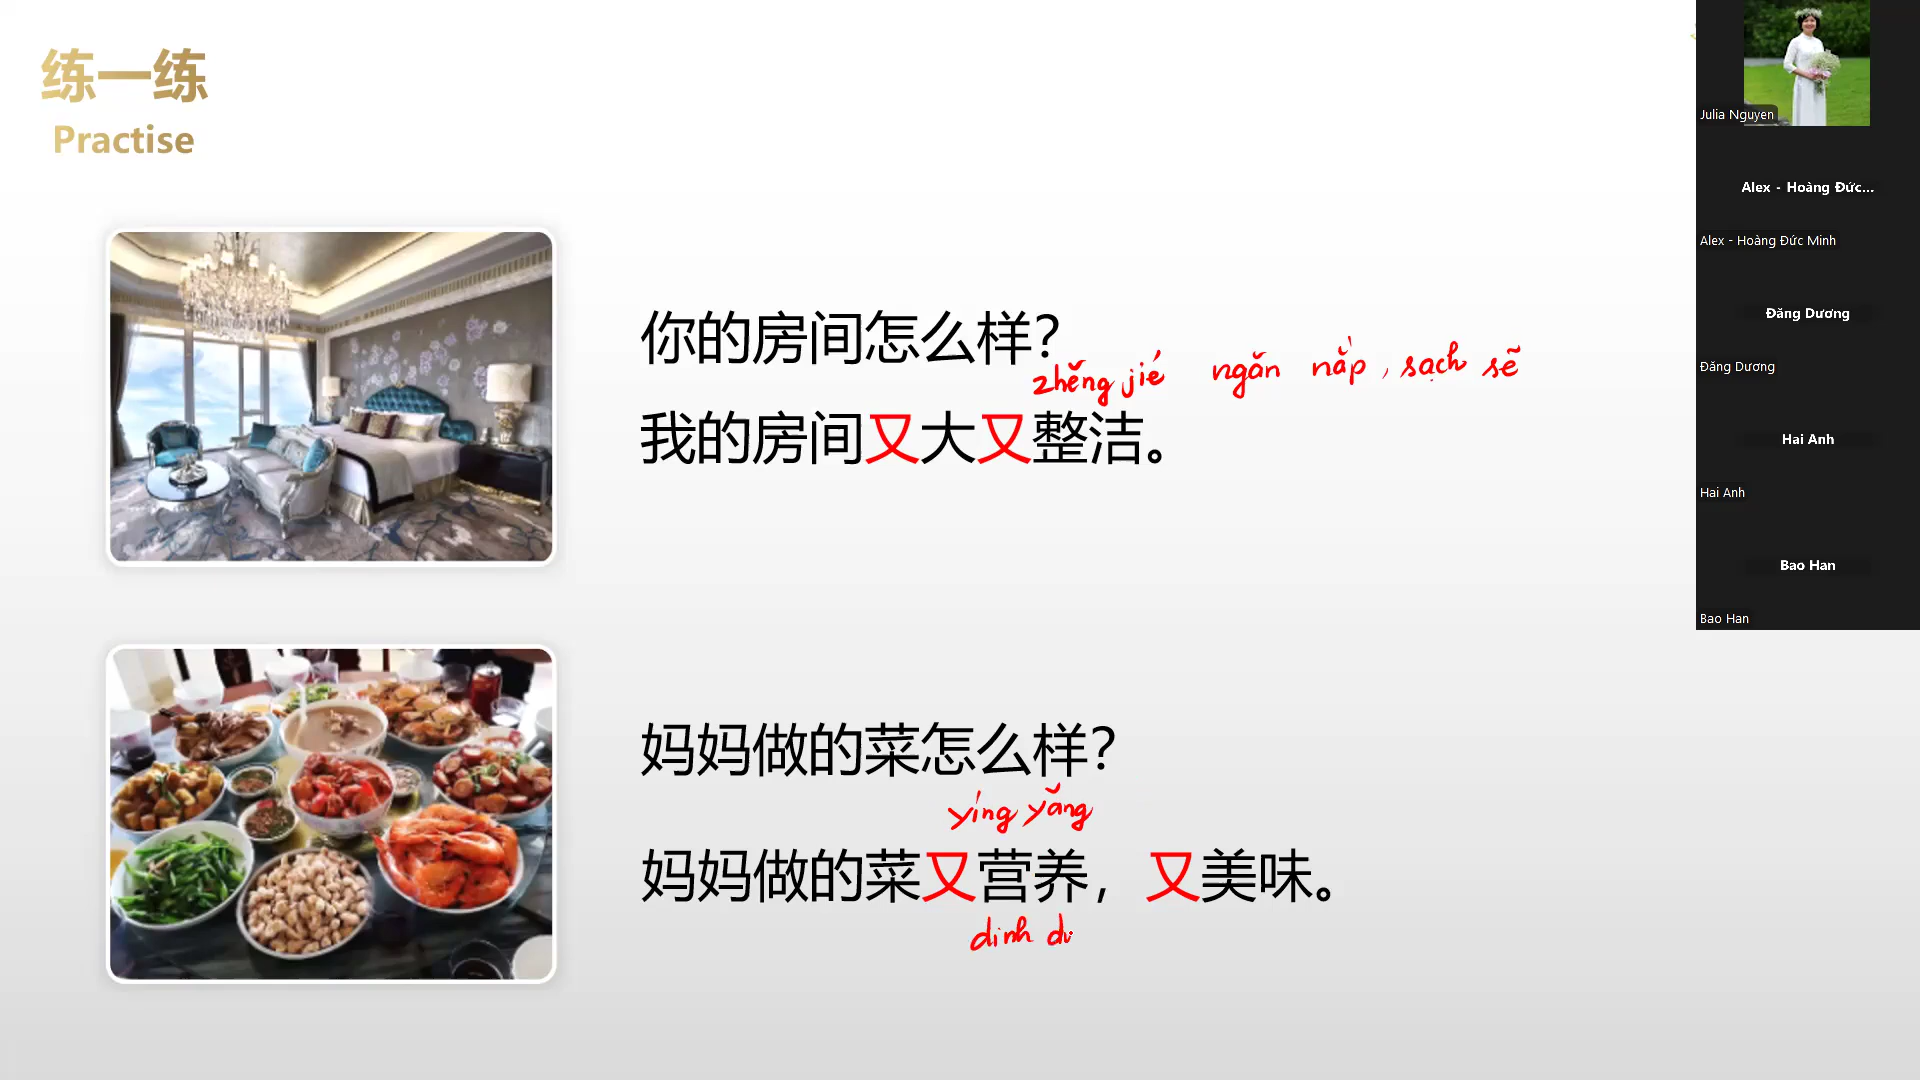 练一练
Practise
你的房间怎么样？
zhěng jié ngăn nắp, sạch sẽ
我的房间又大又整洁。
妈妈做的菜怎么样？
yíng yǎng
妈妈做的菜又营养，又美味。
dinh dư
Julia Nguyen
Alex - Hoàng Đức...
Alex - Hoàng Đức Minh
Đăng Dương
Đăng Dương
Hai Anh
Hai Anh
Bao Han
Bao Han